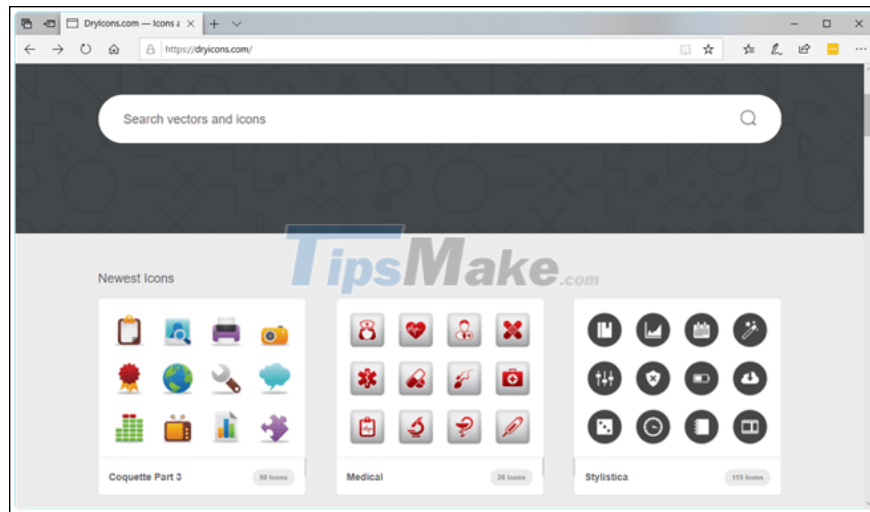 DryIcons.com — Icons a
https://dryicons.com/
Search vectors and icons
TipsMake.com
Newest Icons
Coquette Part 3
50 Icons
Medical
28 Icons
Stylistica
115 Icons